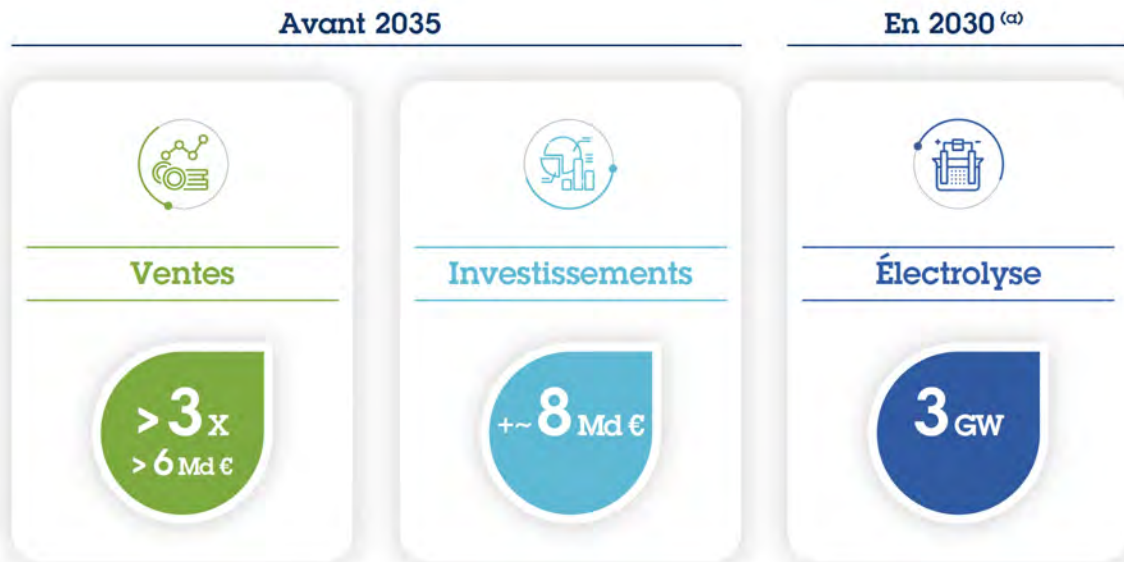 Avant 2035
En 2030 (a)
Ventes
> 3 x
> 6 Md €
Investissements
+~ 8 Md €
Électrolyse
3 GW